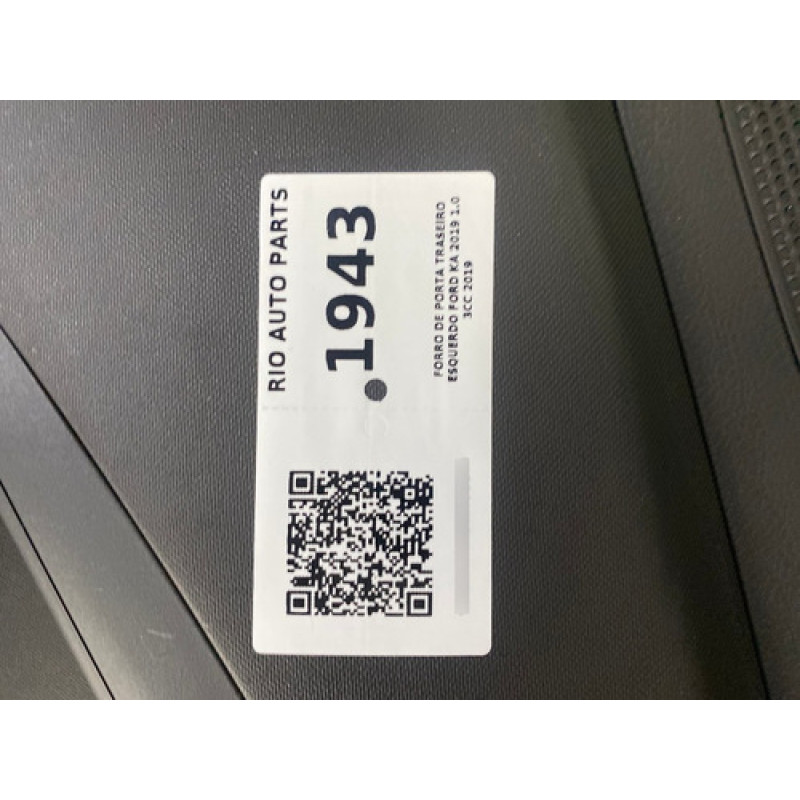 RIO AUTO PARTS
.1943
FORRO DE PORTA TRASEIRO
ESQUERDO FORD KA 2019 1.0
3CC 2019